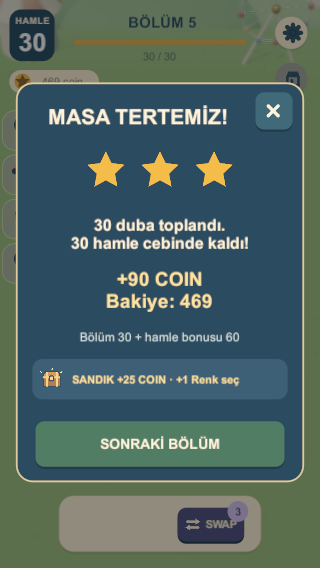 HAMLE
30
BÖLÜM 5
30 / 30
469 coin
MASA TERTEMİZ!
30 duba toplandı.
30 hamle cebinde kaldı!
+90 COIN
Bakiye: 469
Bölüm 30 + hamle bonusu 60
SANDIK +25 COIN · +1 Renk seç
SONRAKİ BÖLÜM
SWAP
3